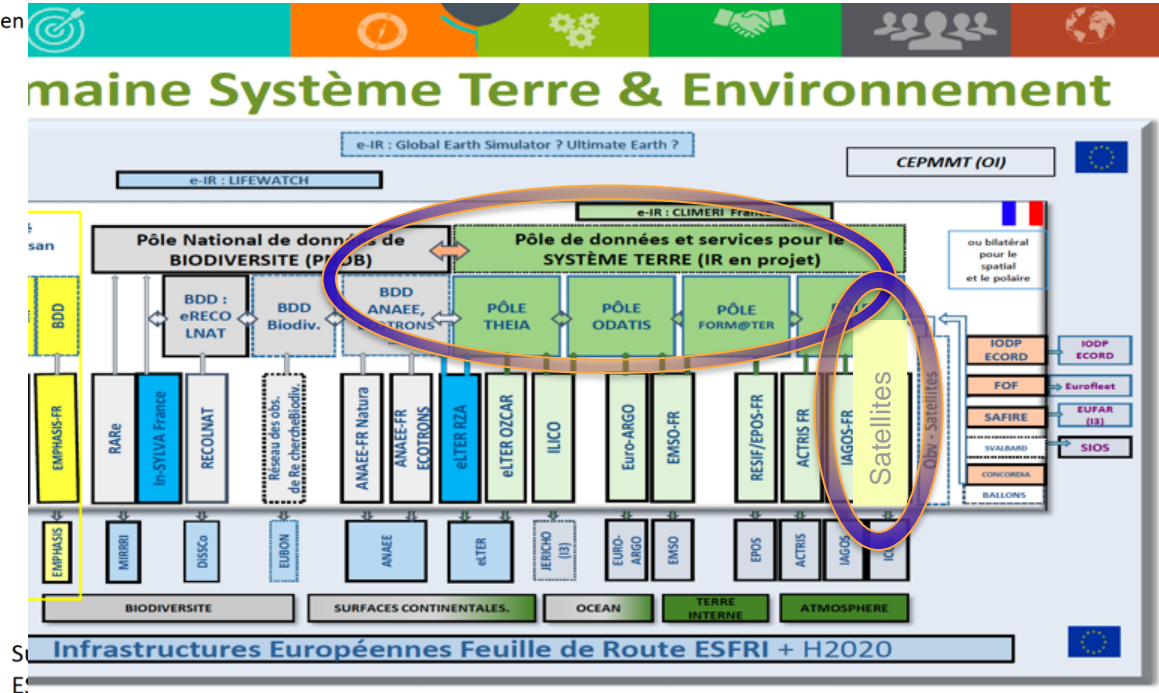 en
maine Système Terre & Environnement
e-IR : Global Earth Simulator ? Ultimate Earth ?
CEPMMT (OI)
e-IR : LIFEWATCH
e-IR : CLIMERI France
san
Pôle National de données de
BIODIVERSITE
Pôle de données et services pour le
SYSTÈME TERRE (IR en projet)
ou bilatéral
pour le
spatial
et le polaire
BDD
BDD :
eRECO
LNAT
BDD
Biodiv.
BDD
ANAEE,
ECOTRONS
PÔLE
THEIA
PÔLE
ODATIS
PÔLE
FORM@TER
IODP
ECORD
FOF
SAFIRE
SVALBARD
CONCORDIA
BALLONS
IODP
ECORD
Eurofleet
EUFAR
(I3)
SIOS
EMPHASIS-FR
RARe
In-SYLVA France
RECOLNAT
Réseau des obs.
de Re chercheBiodiv.
ANAEE-FR Natura
ANAEE-FR
ECOTRONS
eLTER RZA
eLTER OZCAR
ILICO
Euro-ARGO
EMSO-FR
RESIF/EPOS-FR
ACTRIS FR
IAGOS-FR
Satellites
Obv - Satellites
EMPHASIS
MIRRRI
DiSSCo
EUBON
ANAEE
eLTER
JERICHO
(I3)
EURO-
ARGO
EMSO
EPOS
ACTRIS
IAGOS
BIODIVERSITE
SURFACES CONTINENTALES.
OCEAN
TERRE
INTERNE
ATMOSPHERE
Infrastructures Européennes Feuille de Route ESFRI + H2020